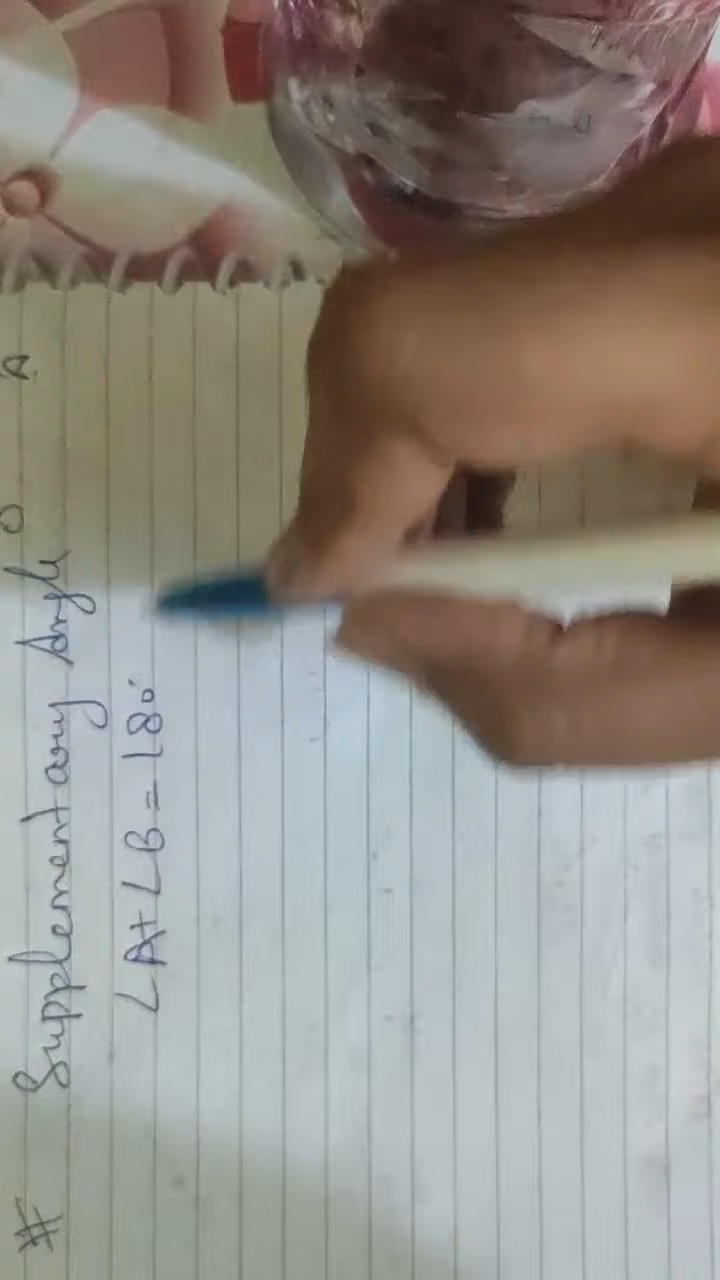 O A
# Supplementary Angle
∠A + ∠B = 180°